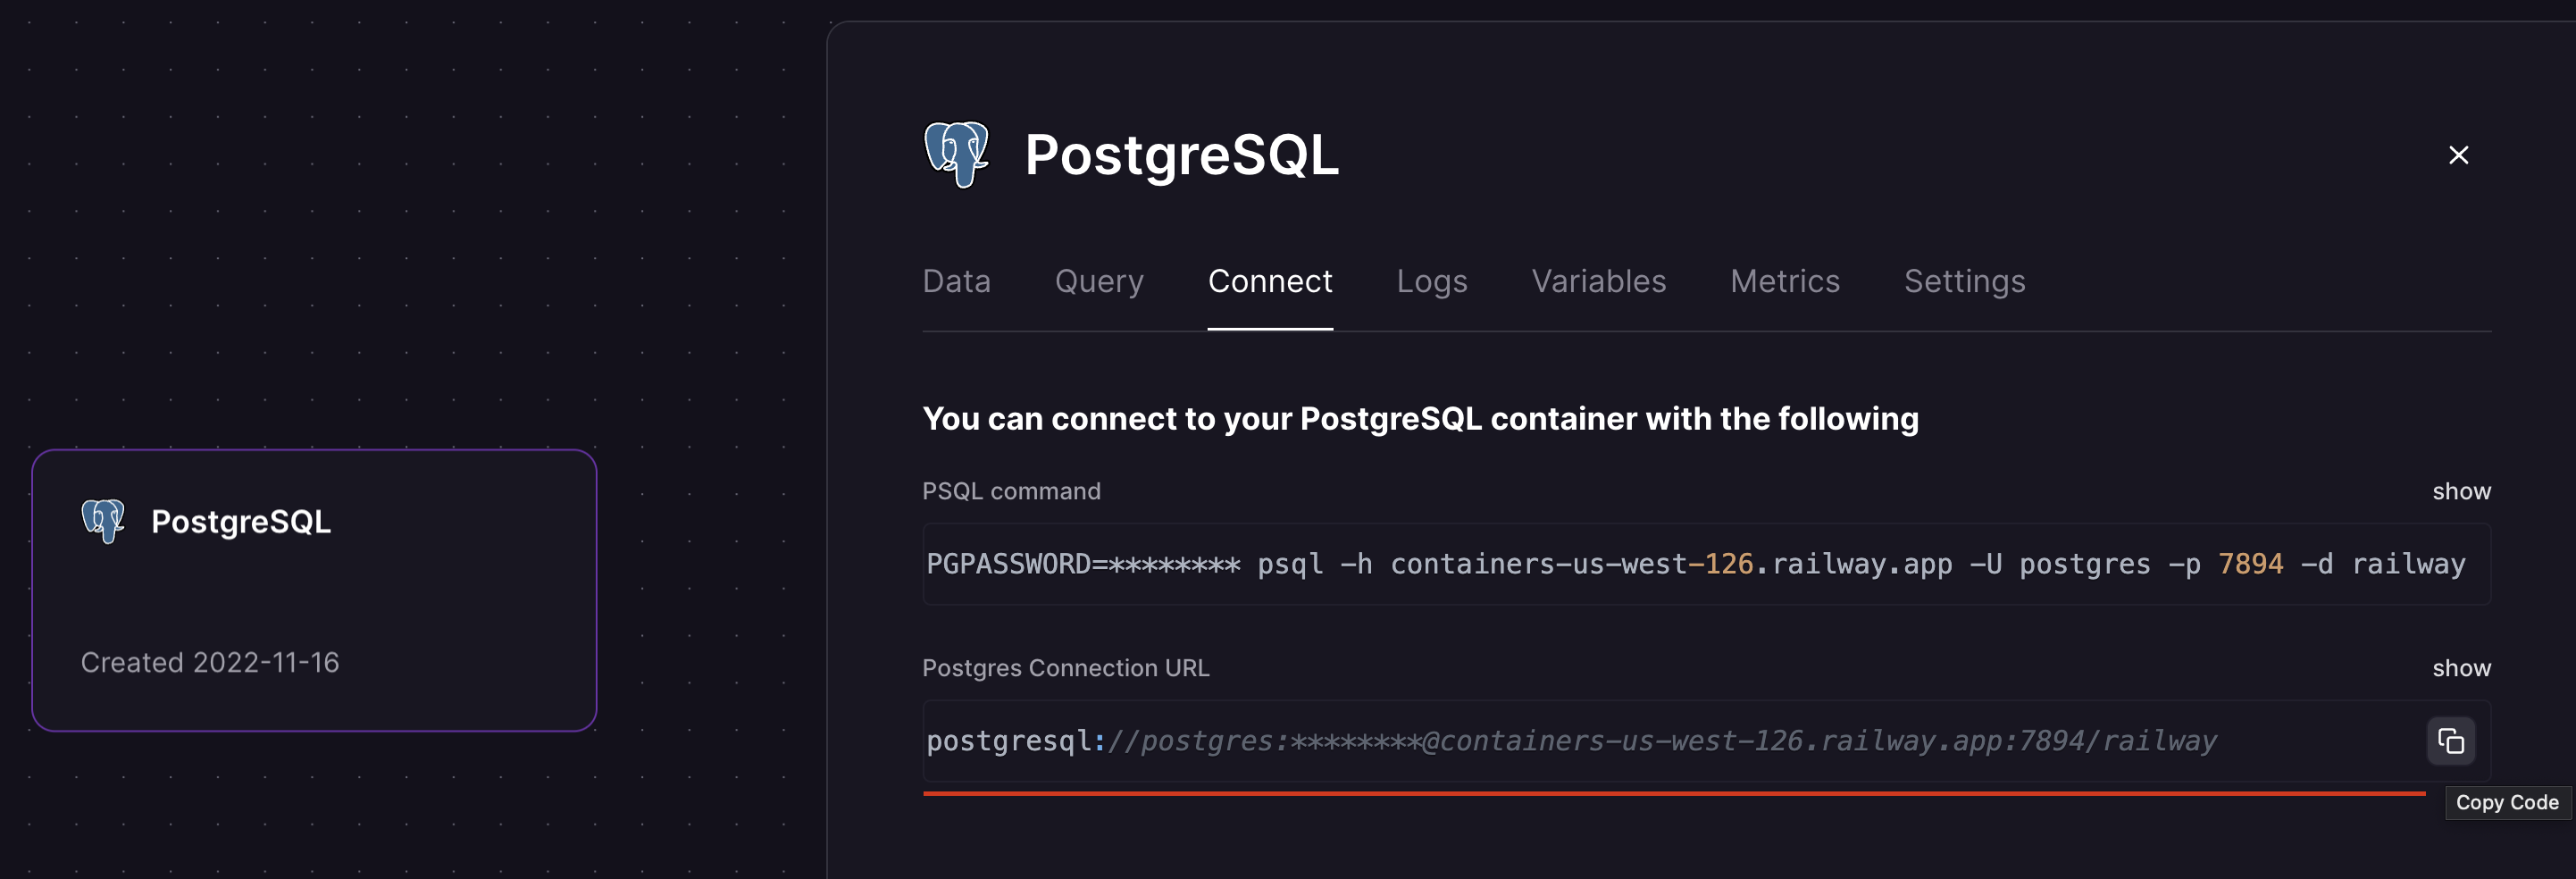 PostgreSQL
Data Query Connect Logs Variables Metrics Settings
You can connect to your PostgreSQL container with the following
PSQL command show
PGPASSWORD=******** psql -h containers-us-west-126.railway.app -U postgres -p 7894 -d railway
Postgres Connection URL show
postgresql://postgres:********@containers-us-west-126.railway.app:7894/railway
Copy Code
PostgreSQL
Created 2022-11-16